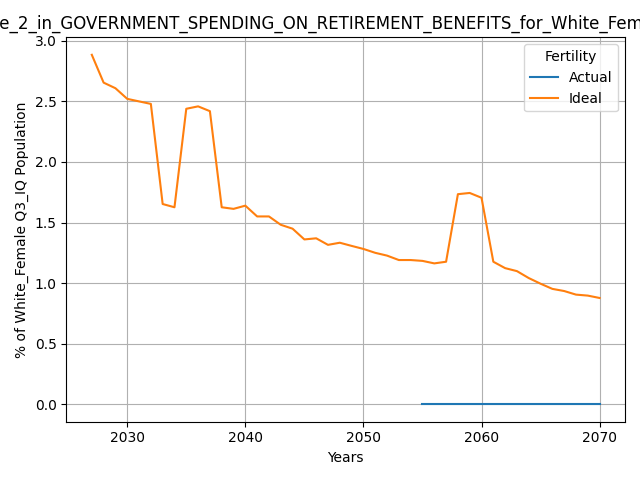 e_2_in_GOVERNMENT_SPENDING_ON_RETIREMENT_BENEFITS_for_White_Fem
3.0
2.5
2.0
1.5
1.0
0.5
0.0
% of White_Female Q3_IQ Population
Fertility
Actual
Ideal
2030 2040 2050 2060 2070
Years